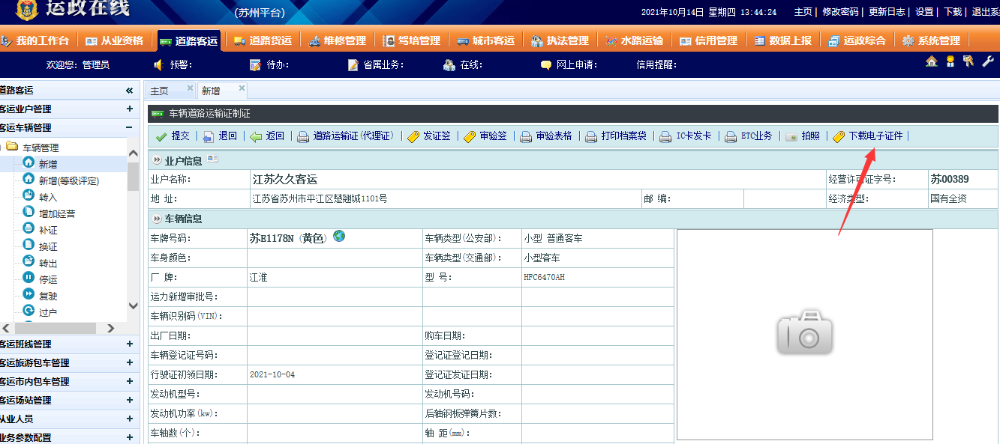 运政在线 (苏州平台) 2021年10月14日 星期四 13:44:24 主页| 修改密码| 更新日志| 设置| 下载| 退出系
我的工作台 从业资格 道路客运 道路货运 维修管理 驾培管理 城市客运 执法管理 水路运输 信用管理 数据上报 运政综合 系统管理
欢迎您：管理员 预警： 待办： 省属业务： 在线： 网上申请： 信用提醒：
道路客运 «
客运业户管理 +
客运车辆管理 −
车辆管理
新增
新增(等级评定)
转入
增加经营
补证
换证
转出
停运
复驶
过户
客运班线管理 +
客运旅游包车管理 +
客运市内包车管理 +
客运场站管理 +
从业人员 +
业务参数配置 +
主页 × 新增 ×
车辆道路运输证制证
提交 | 退回 | 返回 | 道路运输证(代理证) | 发证签 | 审验签 | 审验表格 | 打印档案袋 | IC卡发卡 | ETC业务 | 拍照 | 下载电子证件 |
业户信息
业户名称： 江苏久久客运 经营许可证字号： 苏00389
地 址： 江苏省苏州市平江区楚翘城1101号 邮 编： 经济类型： 国有全资
车辆信息
车牌号码： 苏E1178N (黄色) 车辆类型(公安部)： 小型 普通客车
车身颜色： 车辆类型(交通部)： 小型客车
厂 牌： 江淮 型 号： HFC6470AH
运力新增审批号：
车辆识别码(VIN)：
出厂日期： 购车日期：
车辆登记证号码： 登记证登记日期：
行驶证初领日期： 2021-10-04 登记证发证日期：
发动机型号： 发动机号码：
发动机功率(kw)： 后轴钢板弹簧片数：
车轴数(个)： 轴 距(mm)：